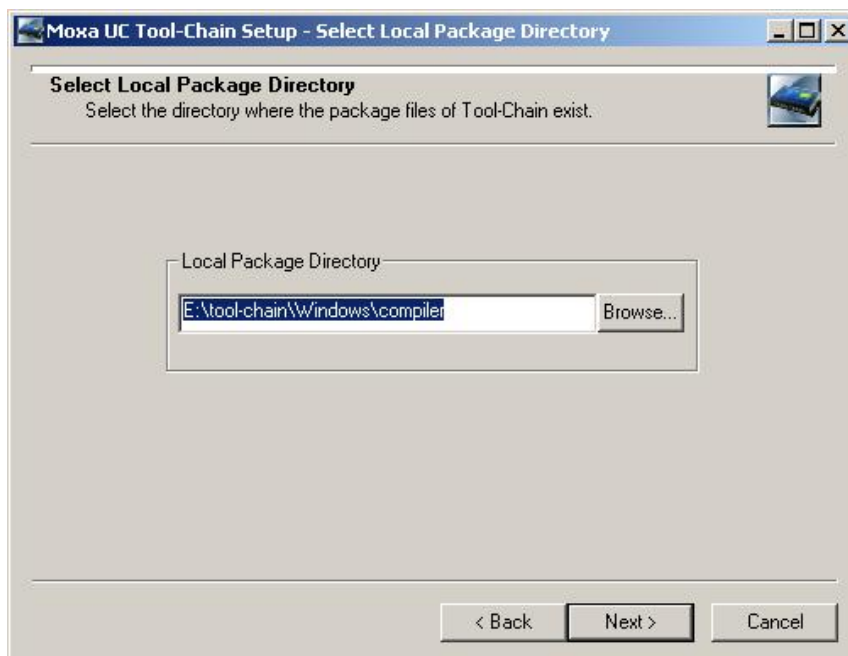 Moxa UC Tool-Chain Setup - Select Local Package Directory
Select Local Package Directory
Select the directory where the package files of Tool-Chain exist.
Local Package Directory
E:\tool-chain\Windows\compiler
Browse...
< Back
Next >
Cancel